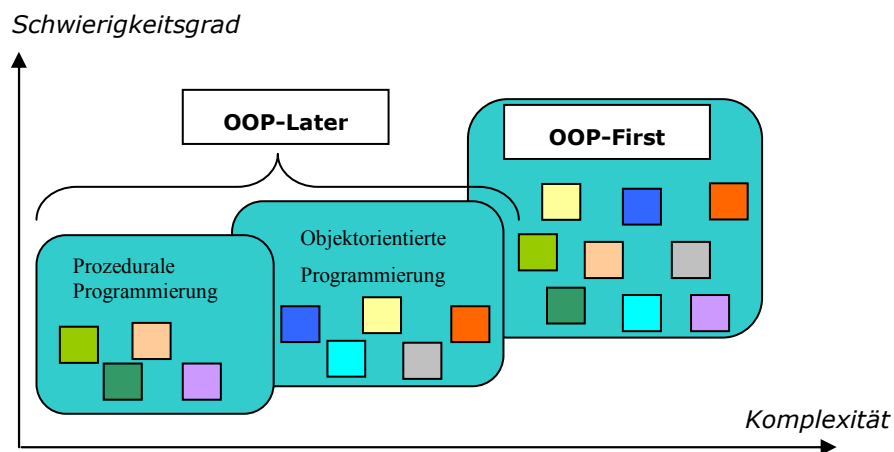 Schwierigkeitsgrad
OOP-Later
OOP-First
Objektorientierte
Programmierung
Prozedurale
Programmierung
Komplexität